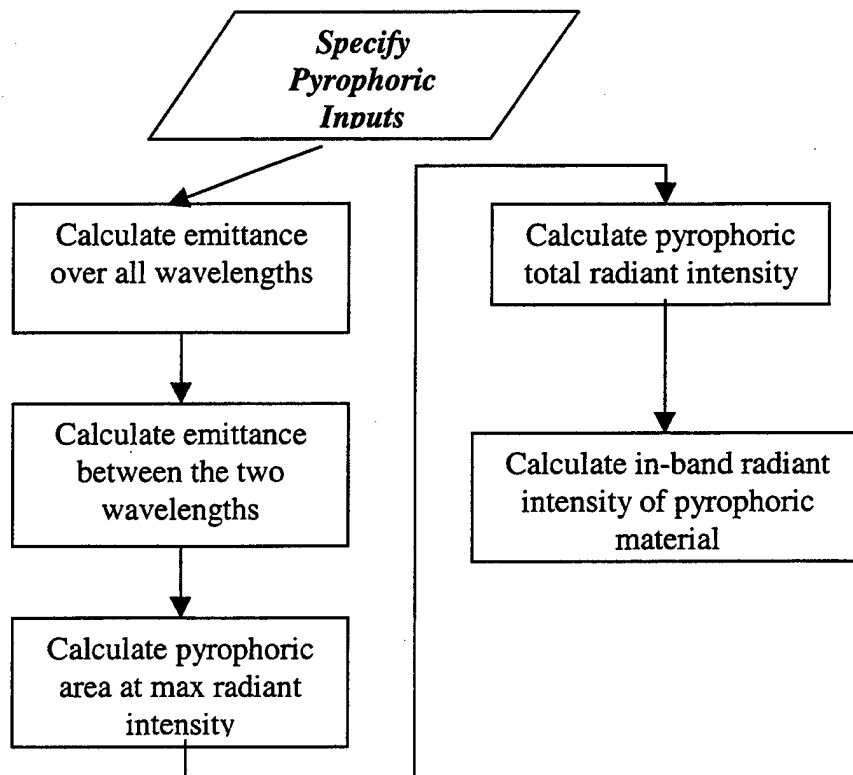 Specify
Pyrophoric
Inputs
Calculate emittance
over all wavelengths
Calculate emittance
between the two
wavelengths
Calculate pyrophoric
area at max radiant
intensity
Calculate pyrophoric
total radiant intensity
Calculate in-band radiant
intensity of pyrophoric
material